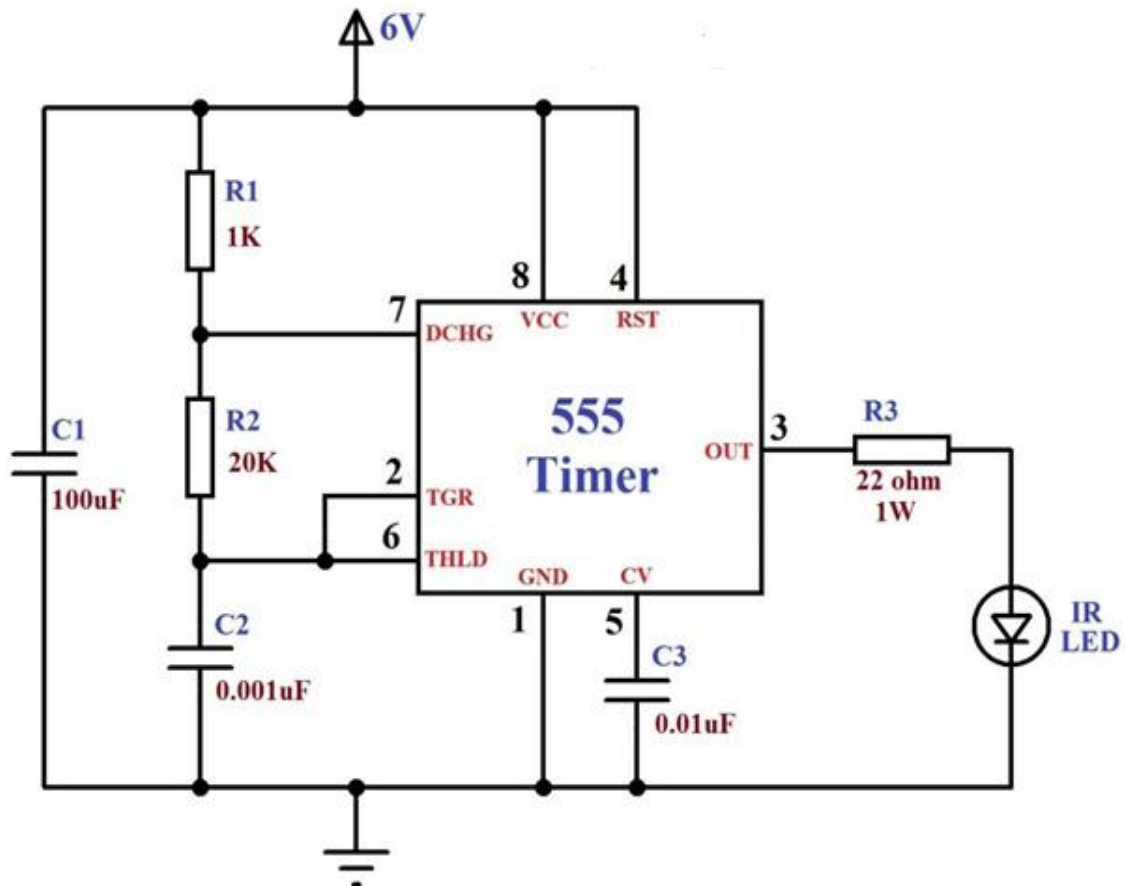 6V
R1
1K
8
4
7
VCC
RST
DCHG
C1
100uF
R2
20K
555
Timer
3
R3
OUT
22 ohm
1W
2
TGR
6
THLD
GND
CV
1
5
C2
0.001uF
C3
0.01uF
IR
LED